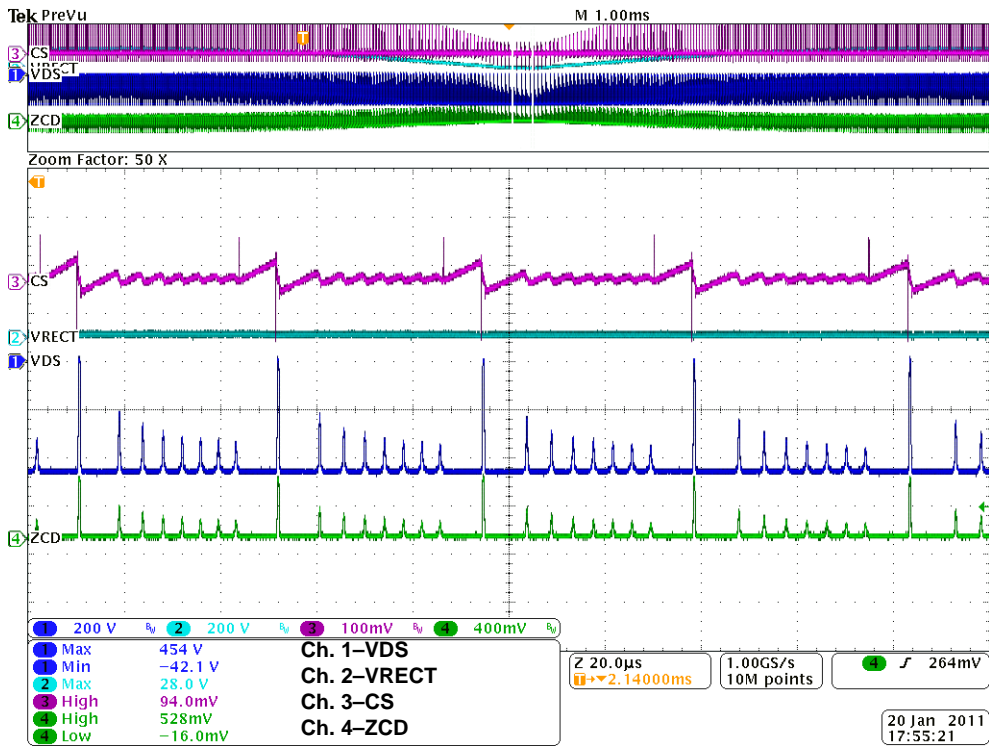 Tek PreVu M 1.00ms
T
3 CS
VRECT
1 VDS
4 ZCD
Zoom Factor: 50 X
T
3 CS
2 VRECT
1 VDS
4 ZCD
1 200 V BW 2 200 V BW 3 100mV BW 4 400mV BW
1 Max 454 V
1 Min −42.1 V
2 Max 28.0 V
3 High 94.0mV
4 High 528mV
4 Low −16.0mV
Ch. 1–VDS
Ch. 2–VRECT
Ch. 3–CS
Ch. 4–ZCD
Z 20.0µs
T→▼2.14000ms
1.00GS/s
10M points
4 ∫ 264mV
20 Jan 2011
17:55:21